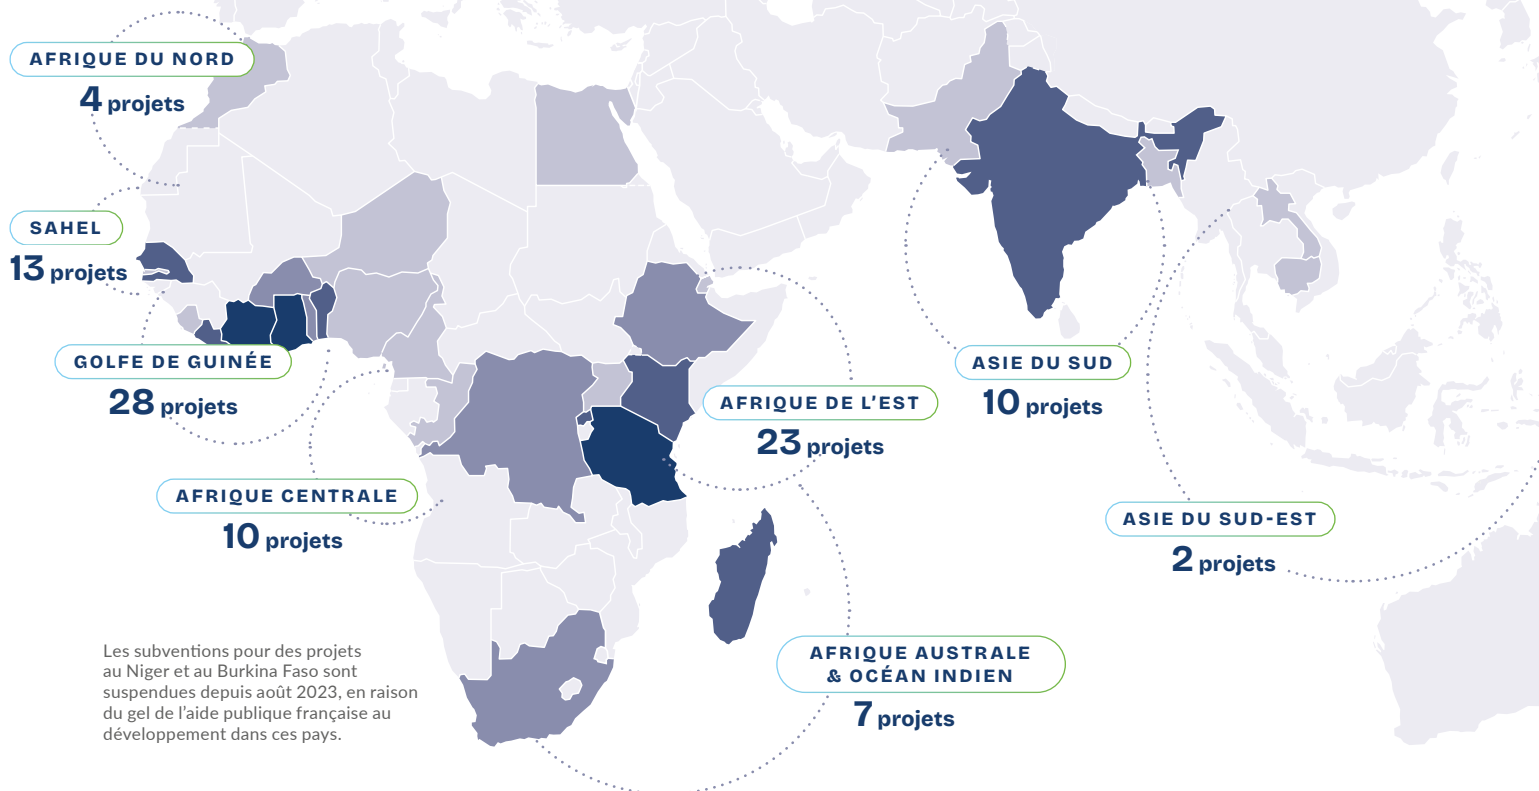 AFRIQUE DU NORD
4 projets
SAHEL
13 projets
GOLFE DE GUINÉE
28 projets
AFRIQUE CENTRALE
10 projets
AFRIQUE DE L'EST
23 projets
ASIE DU SUD
10 projets
ASIE DU SUD-EST
2 projets
AFRIQUE AUSTRALE
& OCÉAN INDIEN
7 projets
Les subventions pour des projets
au Niger et au Burkina Faso sont
suspendues depuis août 2023, en raison
du gel de l'aide publique française au
développement dans ces pays.